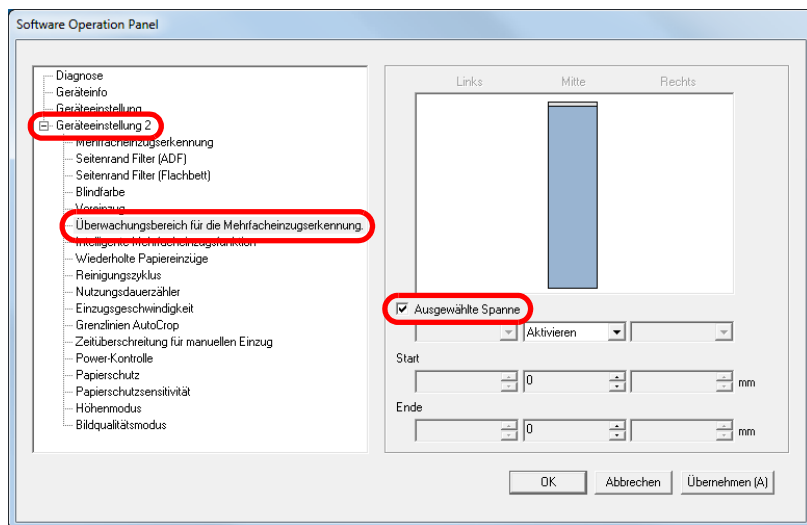 Software Operation Panel
Diagnose
Geräteinfo
Geräteeinstellung
Geräteeinstellung 2
Mehrfacheinzugserkennung
Seitenrand Filter (ADF)
Seitenrand Filter (Flachbett)
Blindfarbe
Voreinzug
Überwachungsbereich für die Mehrfacheinzugserkennung.
Intelligente Mehrfacheinzugsfunktion
Wiederholte Papiereinzüge
Reinigungszyklus
Nutzungsdauerzähler
Einzugsgeschwindigkeit
Grenzlinien AutoCrop
Zeitüberschreitung für manuellen Einzug
Power-Kontrolle
Papierschutz
Papierschutzsensitivität
Höhenmodus
Bildqualitätsmodus
Links Mitte Rechts
Ausgewählte Spanne
Aktivieren
Start
0 mm
Ende
0 mm
OK Abbrechen Übernehmen (A)